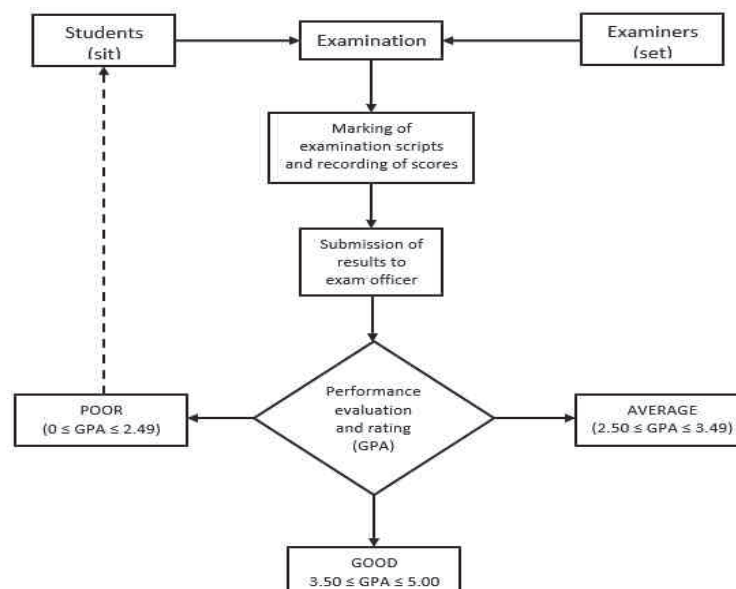 Students
(sit)
Examination
Examiners
(set)
Marking of
examination scripts
and recording of scores
Submission of
results to
exam officer
Performance
evaluation
and rating
(GPA)
POOR
(0 ≤ GPA ≤ 2.49)
AVERAGE
(2.50 ≤ GPA ≤ 3.49)
GOOD
3.50 ≤ GPA ≤ 5.00